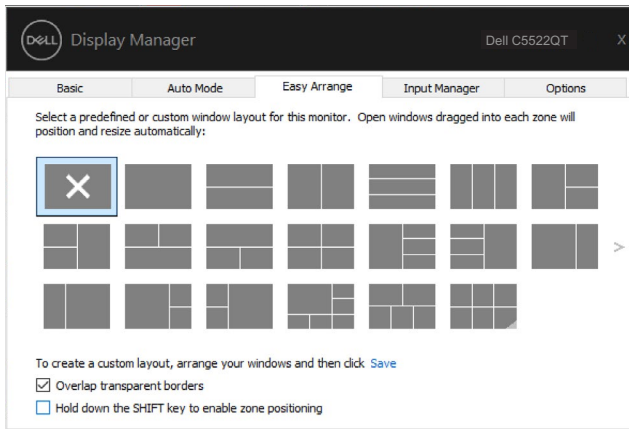 DELL Display Manager Dell C5522QT X
Basic Auto Mode Easy Arrange Input Manager Options
Select a predefined or custom window layout for this monitor. Open windows dragged into each zone will
position and resize automatically:
>
To create a custom layout, arrange your windows and then click Save
Overlap transparent borders
Hold down the SHIFT key to enable zone positioning